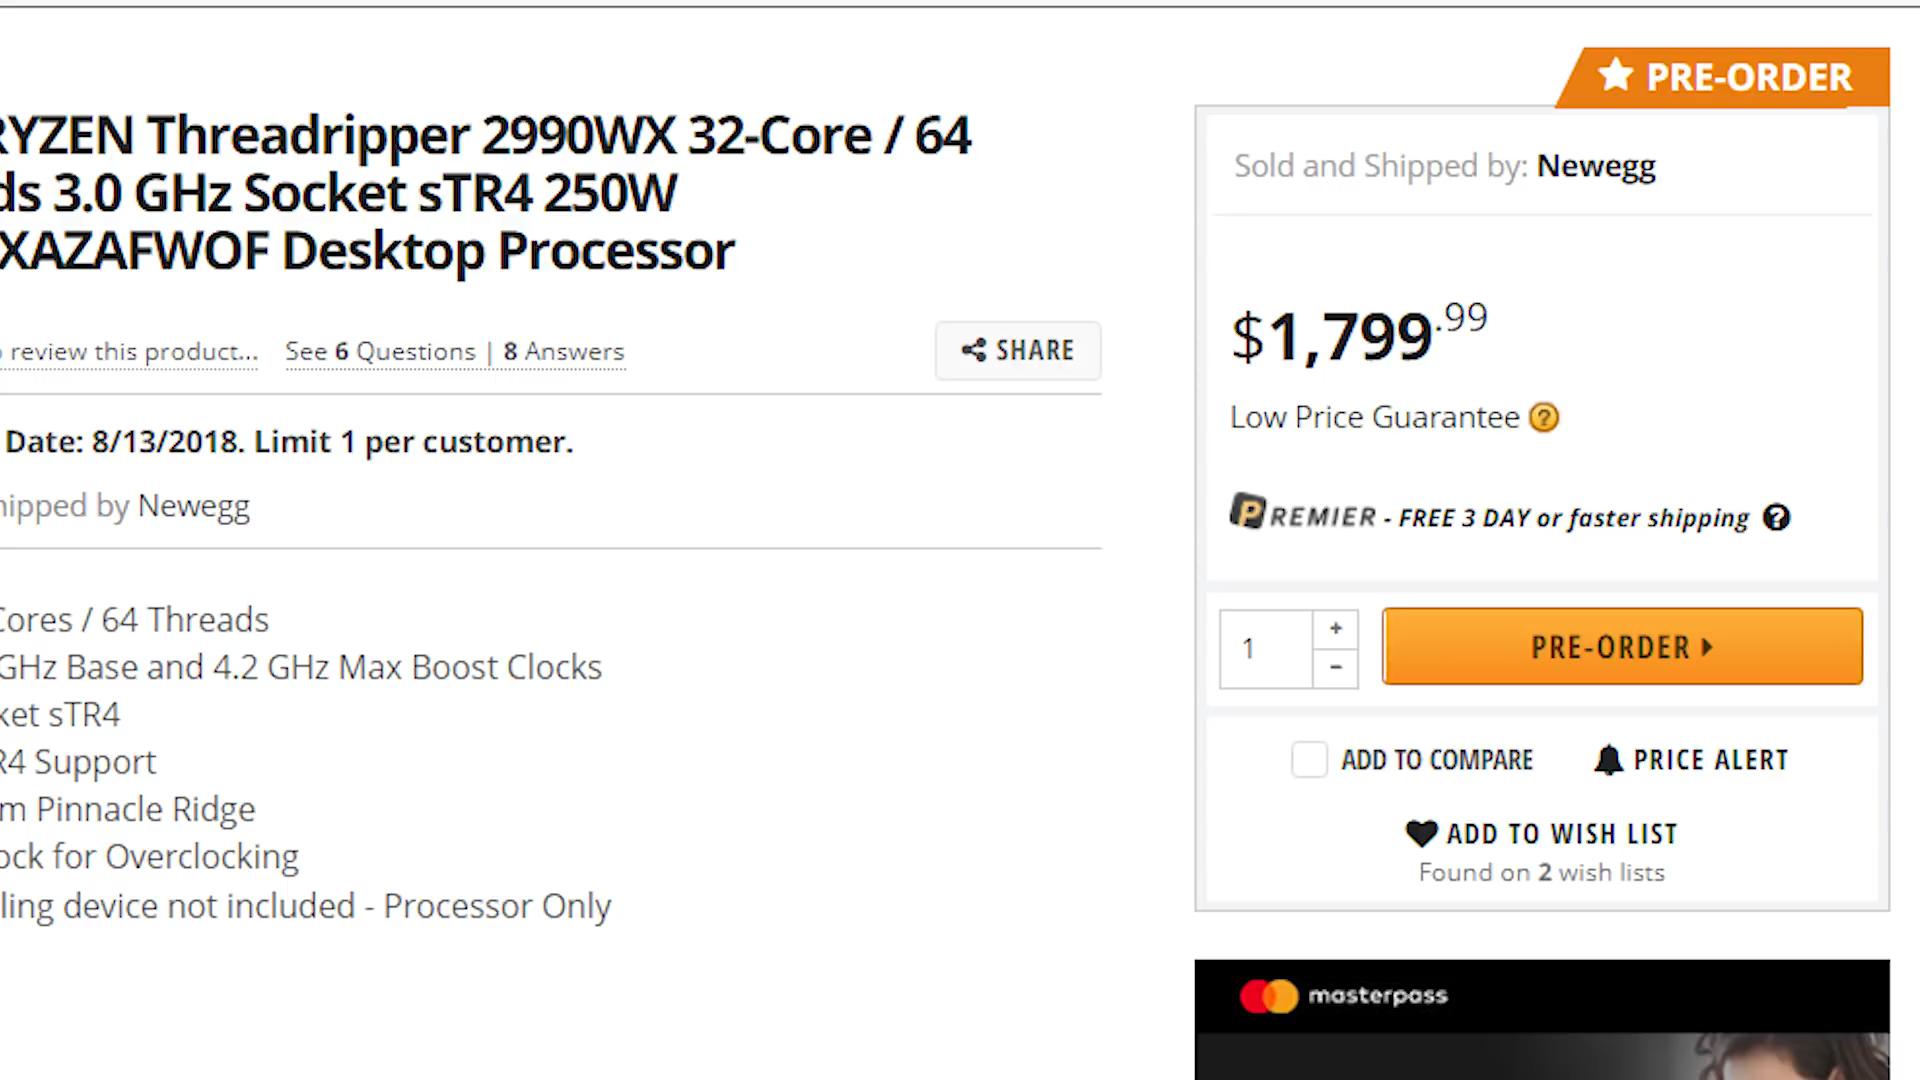 RYZEN Threadripper 2990WX 32-Core / 64
ds 3.0 GHz Socket sTR4 250W
XAZAFWOF Desktop Processor
review this product...
See 6 Questions | 8 Answers
SHARE
Date: 8/13/2018. Limit 1 per customer.
hipped by Newegg
Cores / 64 Threads
GHz Base and 4.2 GHz Max Boost Clocks
ket sTR4
R4 Support
m Pinnacle Ridge
ock for Overclocking
ling device not included - Processor Only
PRE-ORDER
Sold and Shipped by: Newegg
$1,799.99
Low Price Guarantee ?
PREMIER - FREE 3 DAY or faster shipping ?
1 + -
PRE-ORDER
ADD TO COMPARE
PRICE ALERT
ADD TO WISH LIST
Found on 2 wish lists
masterpass